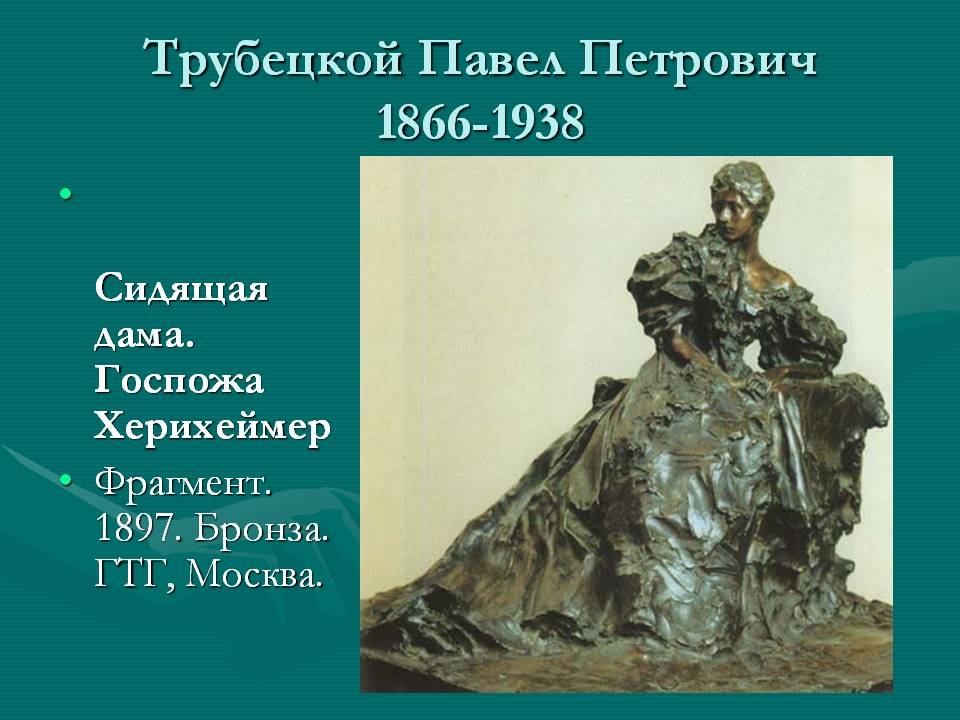 Трубецкой Павел Петрович
1866-1938
•
Сидящая
дама.
Госпожа
Херихеймер
• Фрагмент.
1897. Бронза.
ГТГ, Москва.